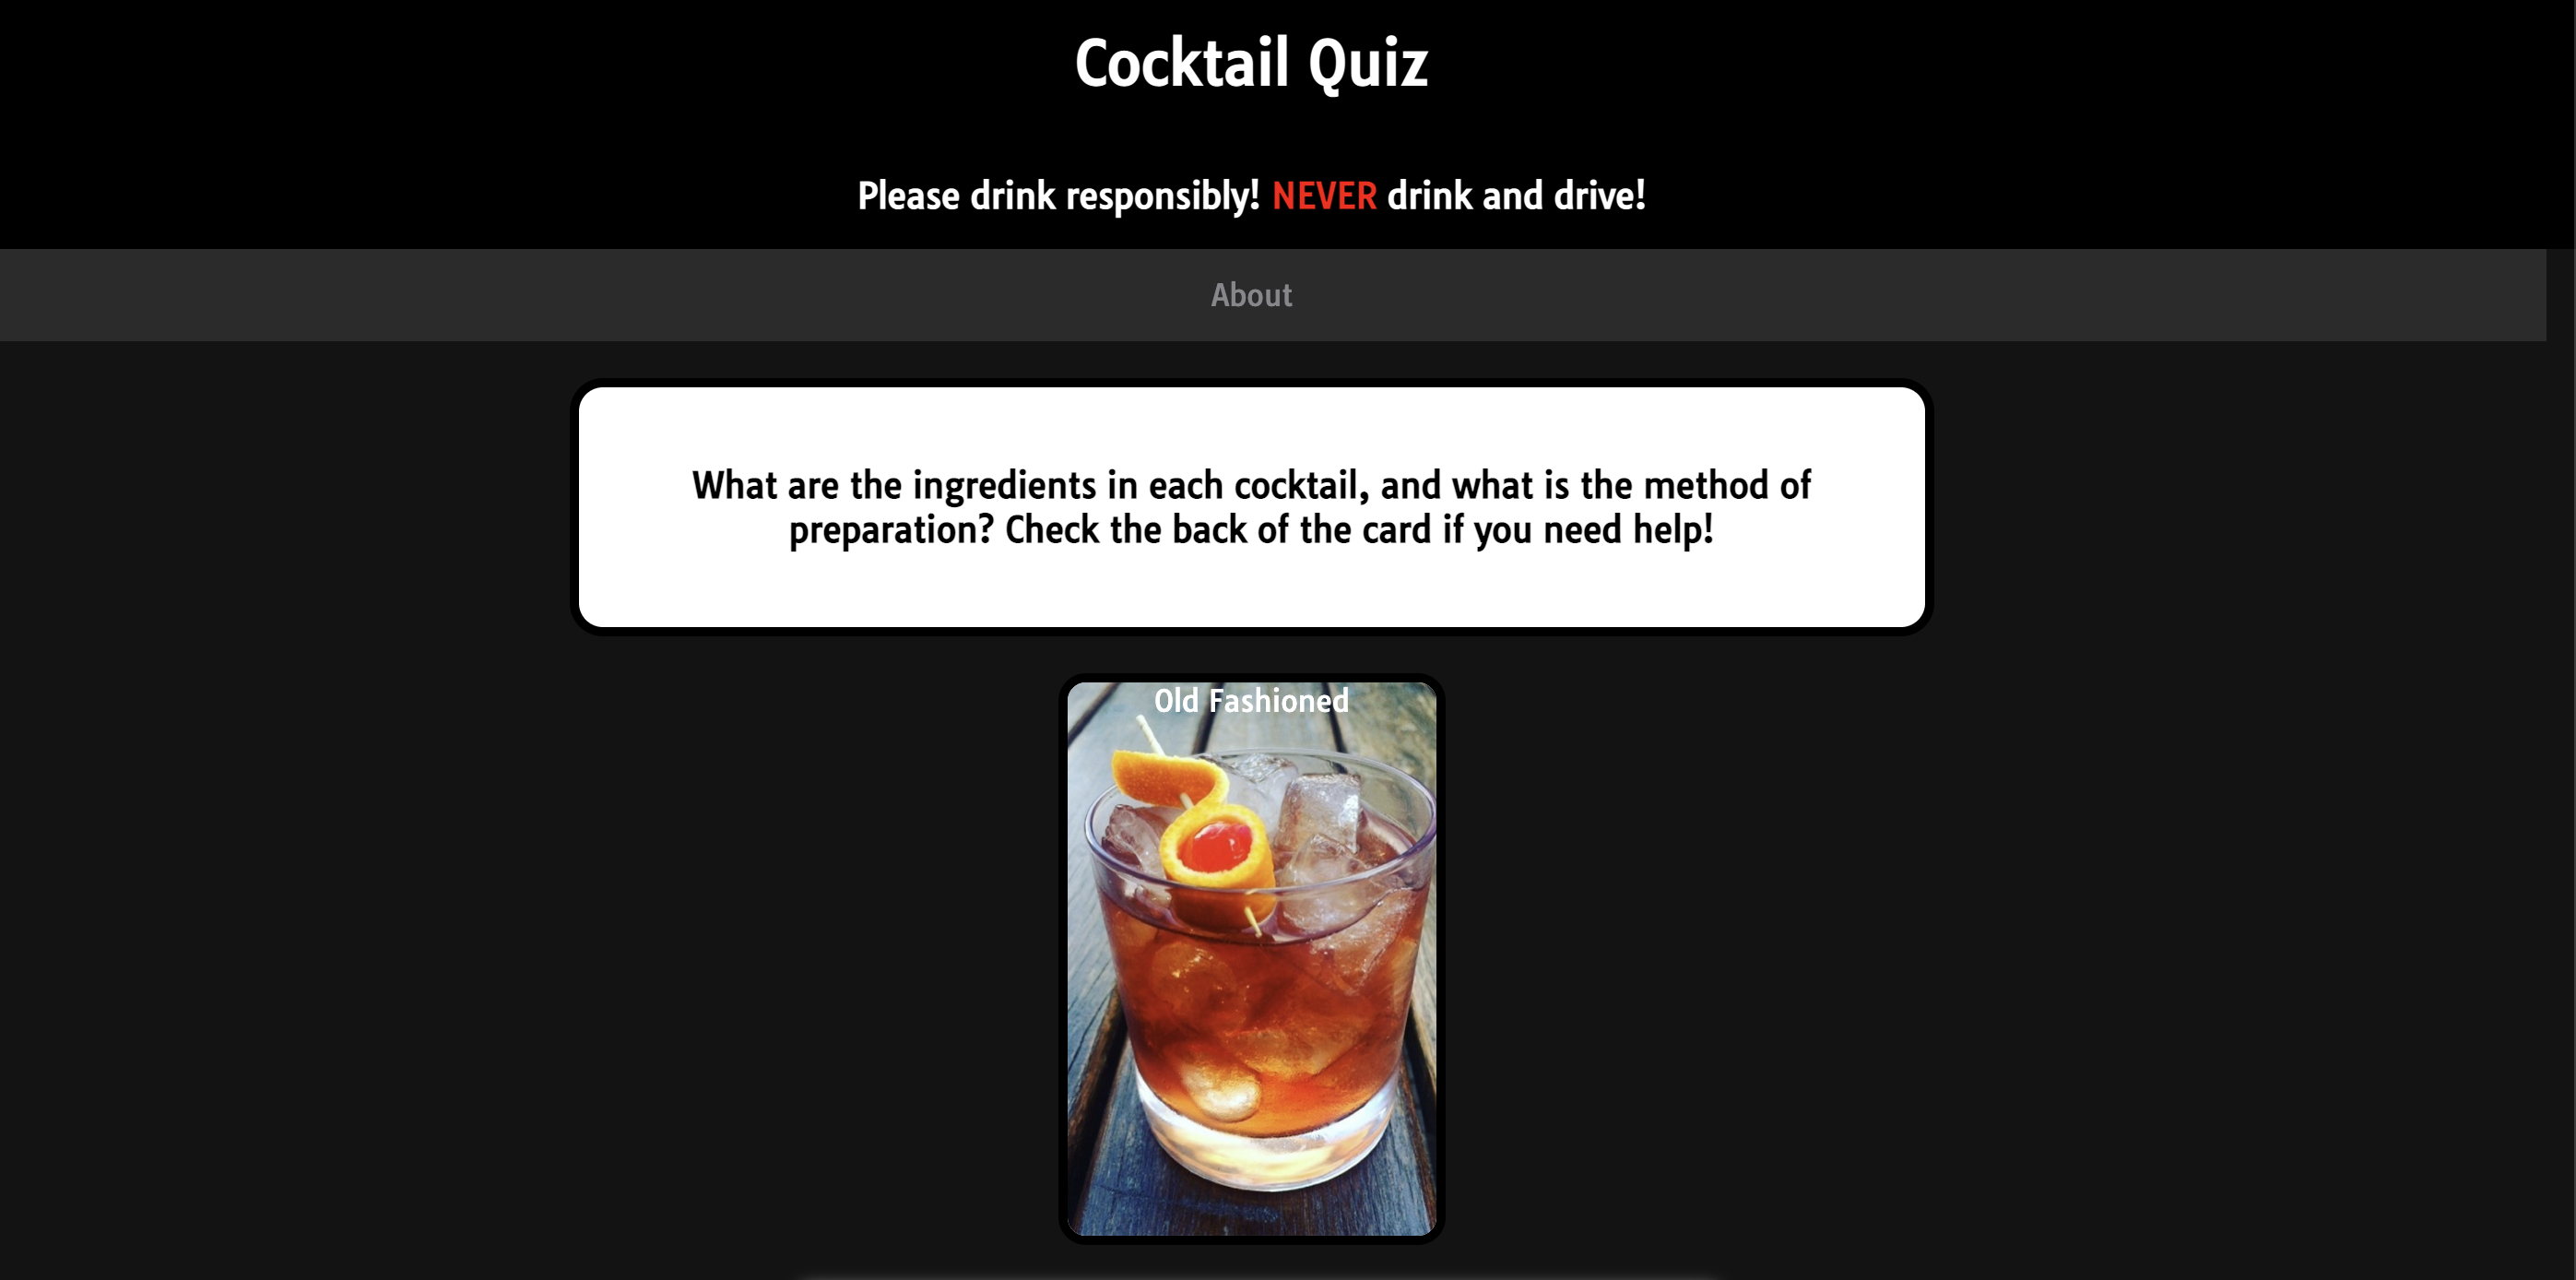 Cocktail Quiz
Please drink responsibly! NEVER drink and drive!
About
What are the ingredients in each cocktail, and what is the method of
preparation? Check the back of the card if you need help!
Old Fashioned